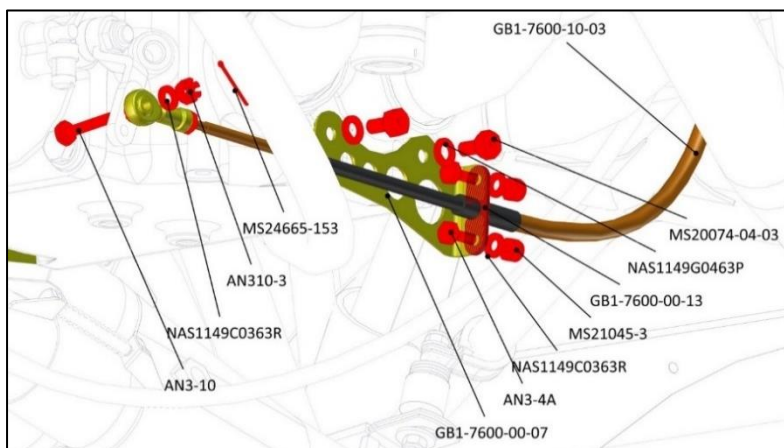 GB1-7600-10-03
MS24665-153
MS20074-04-03
NAS1149G0463P
AN310-3
GB1-7600-00-13
NAS1149C0363R
MS21045-3
NAS1149C0363R
AN3-10
AN3-4A
GB1-7600-00-07